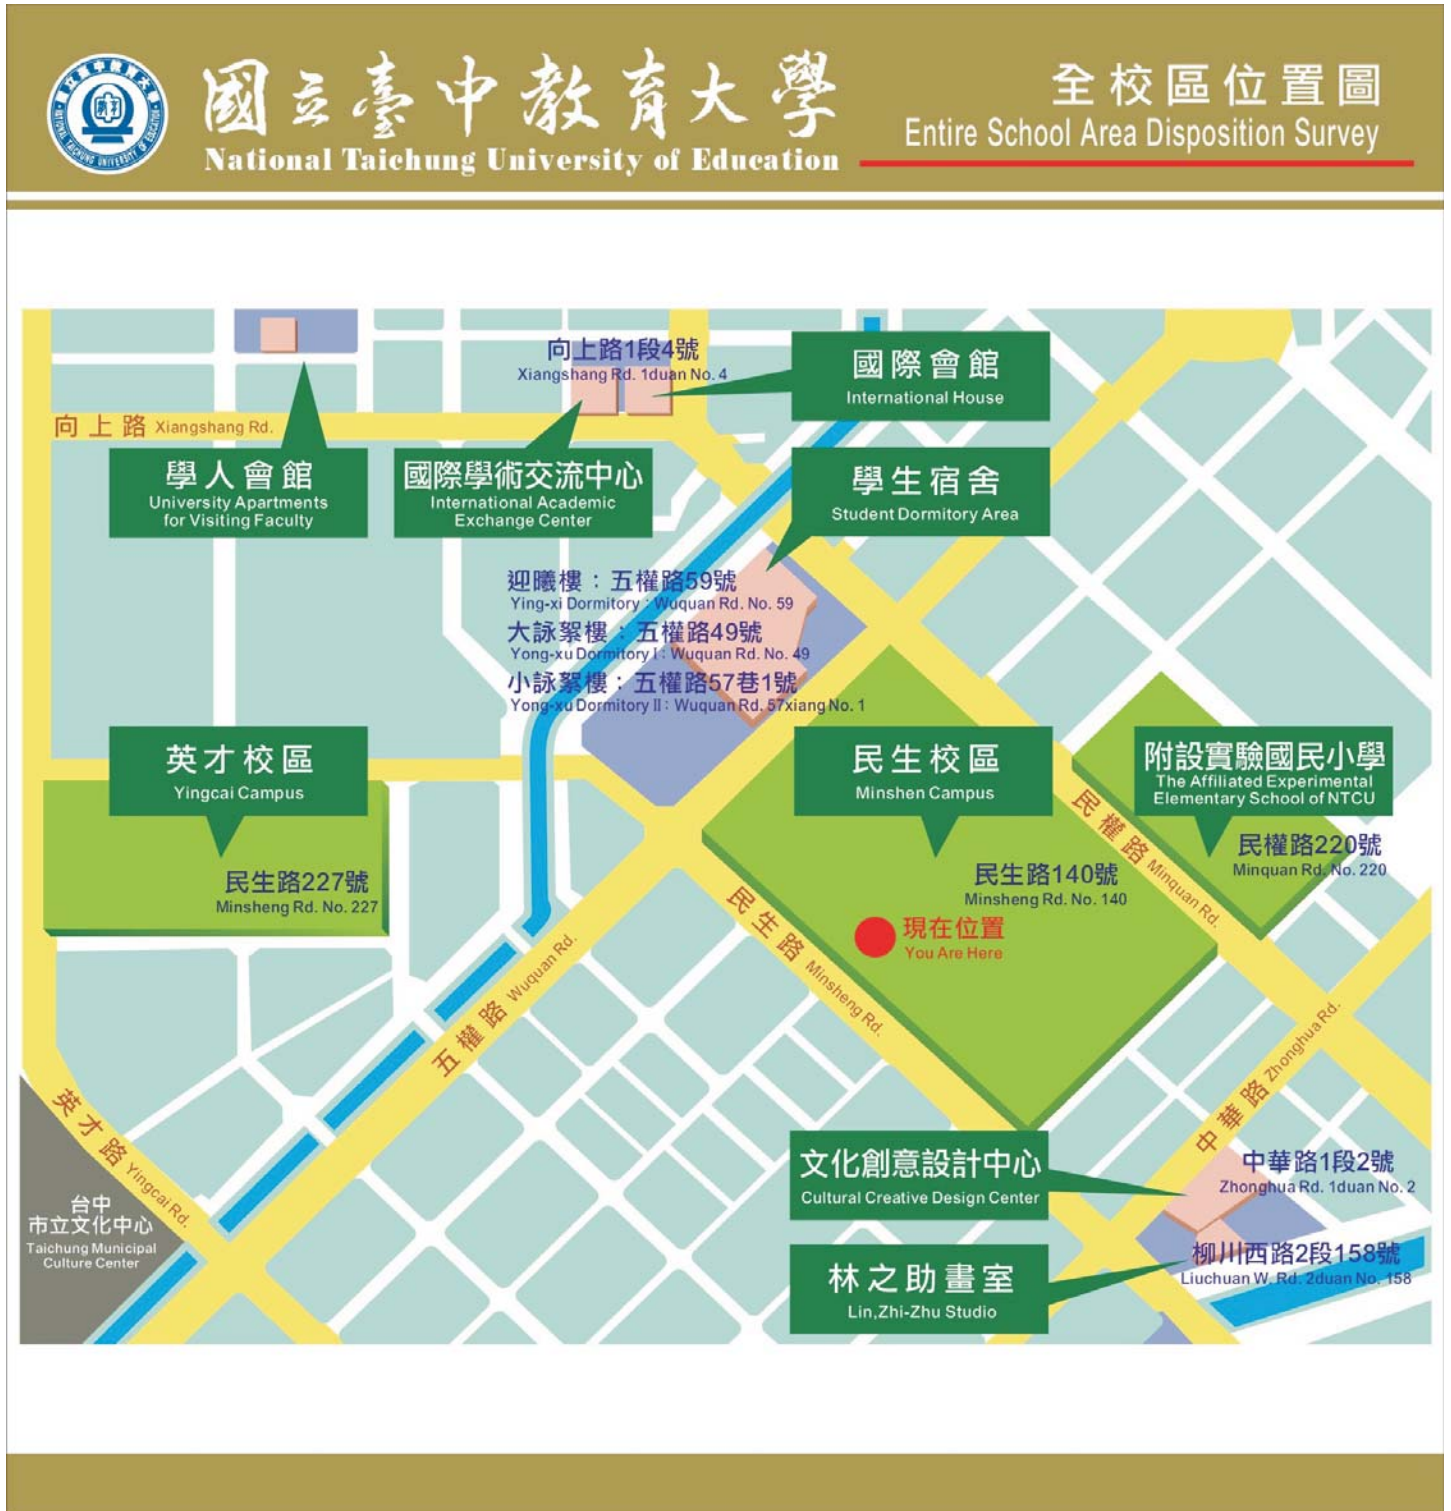 國立臺中教育大學
National Taichung University of Education
全校區位置圖
Entire School Area Disposition Survey
國立臺中教育大學
NATIONAL TAICHUNG UNIVERSITY OF EDUCATION
向上路1段4號
Xiangshang Rd. 1duan No. 4
國際會館
International House
向上路 Xiangshang Rd.
學人會館
University Apartments
for Visiting Faculty
國際學術交流中心
International Academic
Exchange Center
學生宿舍
Student Dormitory Area
迎曦樓：五權路59號
Ying-xi Dormitory：Wuquan Rd. No. 59
大詠絮樓：五權路49號
Yong-xu Dormitory I：Wuquan Rd. No. 49
小詠絮樓：五權路57巷1號
Yong-xu Dormitory II：Wuquan Rd. 57xiang No. 1
英才校區
Yingcai Campus
民生校區
Minshen Campus
附設實驗國民小學
The Affiliated Experimental
Elementary School of NTCU
民生路227號
Minsheng Rd. No. 227
民生路140號
Minsheng Rd. No. 140
民權路220號
Minquan Rd. No. 220
民權路 Minquan Rd.
現在位置
You Are Here
民生路 Minsheng Rd.
五權路 Wuquan Rd.
中華路 Zhonghua Rd.
英才路 Yingcai Rd.
文化創意設計中心
Cultural Creative Design Center
中華路1段2號
Zhonghua Rd. 1duan No. 2
台中
市立文化中心
Taichung Municipal
Culture Center
林之助畫室
Lin,Zhi-Zhu Studio
柳川西路2段158號
Liuchuan W. Rd. 2duan No. 158